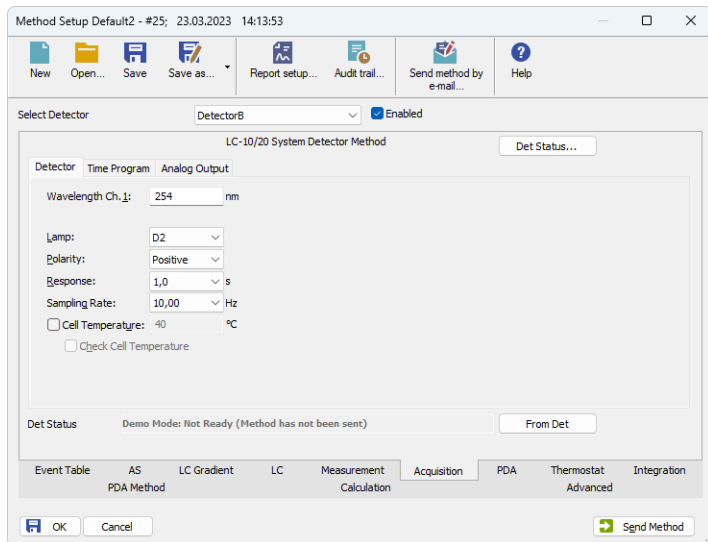 Method Setup Default2 - #25; 23.03.2023 14:13:53
New Open... Save Save as... Report setup... Audit trail... Send method by e-mail... Help
Select Detector DetectorB Enabled
LC-10/20 System Detector Method Det Status...
Detector Time Program Analog Output
Wavelength Ch.1: 254 nm
Lamp: D2
Polarity: Positive
Response: 1,0 s
Sampling Rate: 10,00 Hz
Cell Temperature: 40 °C
Check Cell Temperature
Det Status Demo Mode: Not Ready (Method has not been sent) From Det
Event Table AS LC Gradient LC Measurement Acquisition PDA Thermostat Integration
PDA Method Calculation Advanced
OK Cancel Send Method